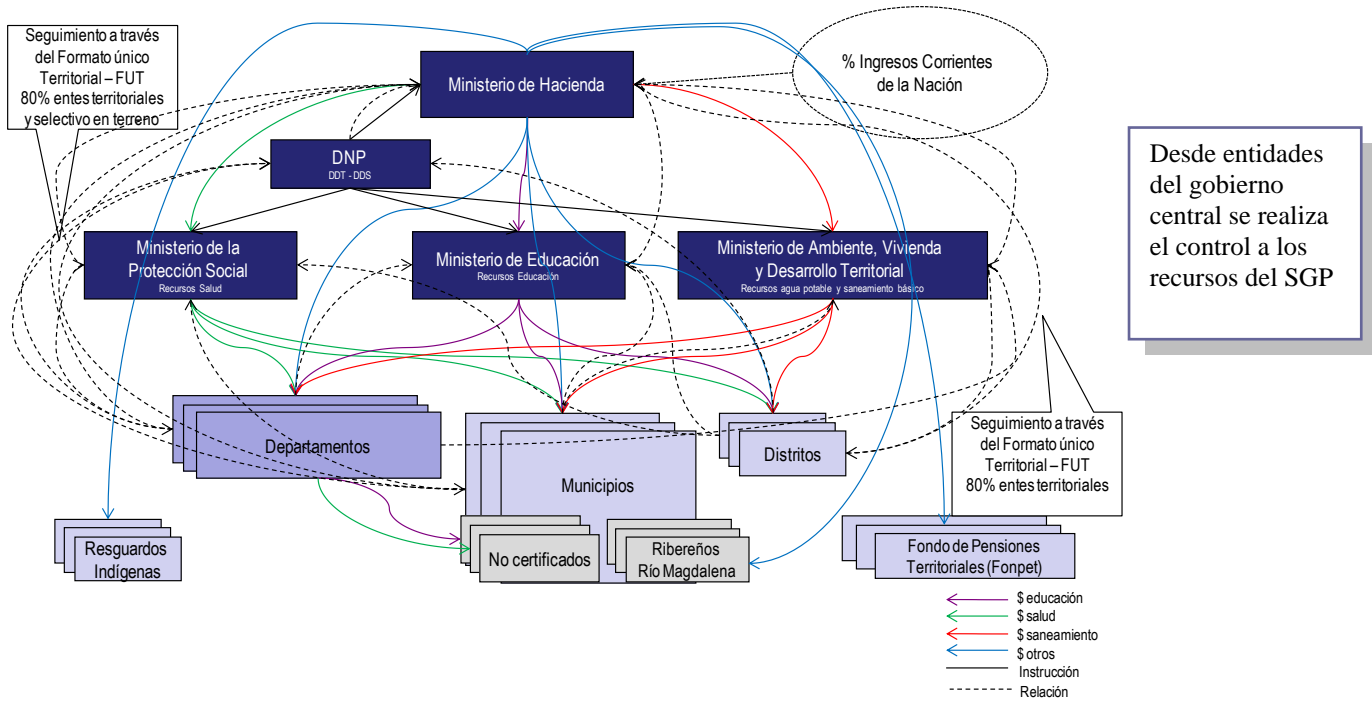 Seguimiento a través
del Formato único
Territorial – FUT
80% entes territoriales
y selectivo en terreno
Ministerio de Hacienda
% Ingresos Corrientes
de la Nación
Desde entidades
del gobierno
central se realiza
el control a los
recursos del SGP
DNP
DDT - DDS
Ministerio de la
Protección Social
Recursos Salud
Ministerio de Educación
Recursos Educación
Ministerio de Ambiente, Vivienda
y Desarrollo Territorial
Recursos agua potable y saneamiento básico
Departamentos
Municipios
Distritos
Seguimiento a través
del Formato único
Territorial – FUT
80% entes territoriales
Resguardos
Indígenas
No certificados
Ribereños
Río Magdalena
Fondo de Pensiones
Territoriales (Fonpet)
$ educación
$ salud
$ saneamiento
$ otros
Instrucción
Relación